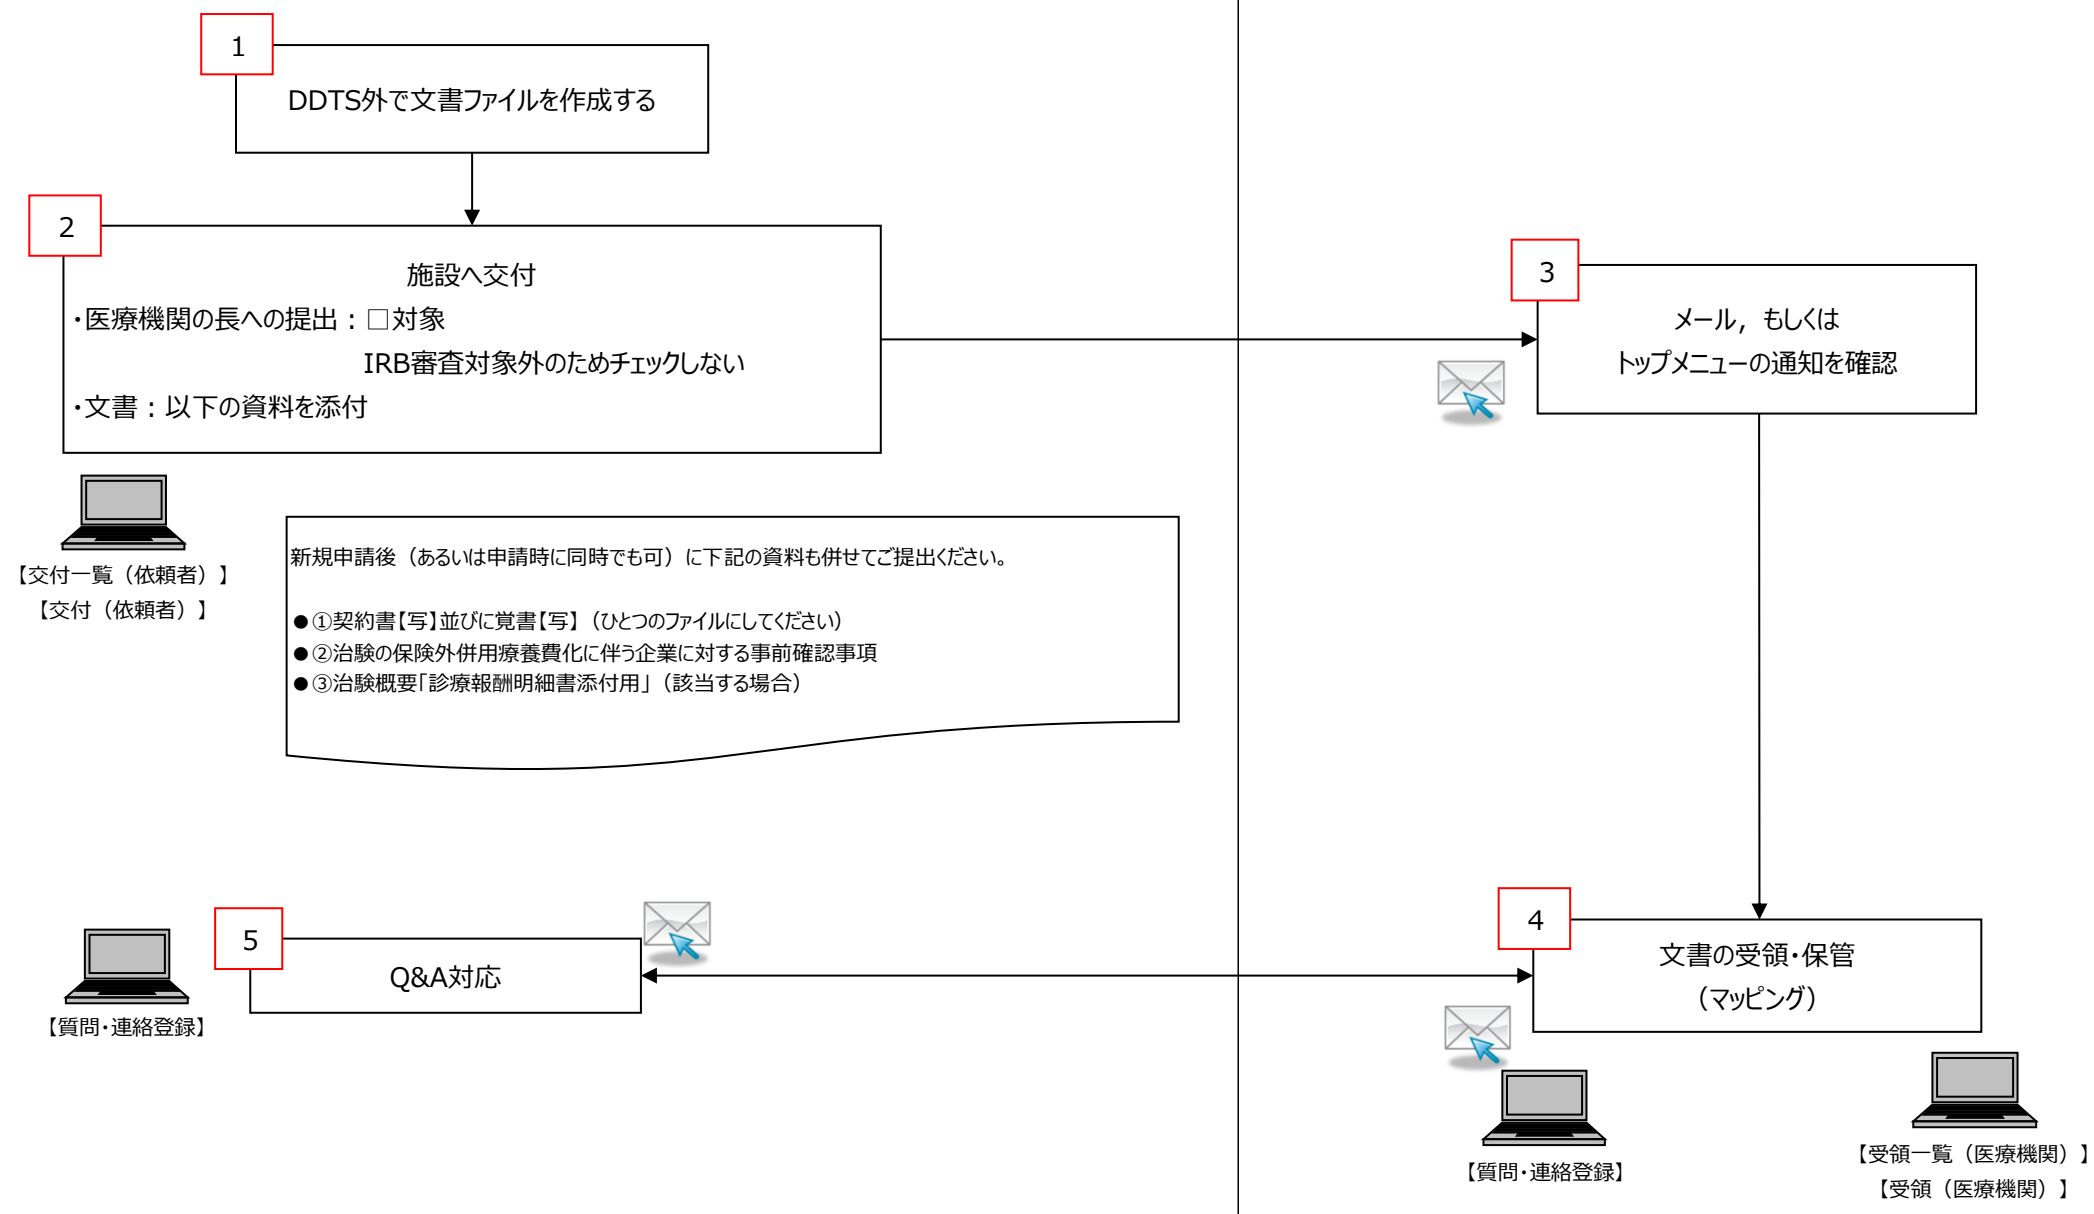 1
DDTS外で文書ファイルを作成する
2
施設へ交付
・医療機関の長への提出：□対象
IRB審査対象外のためチェックしない
・文書：以下の資料を添付
【交付一覧（依頼者）】
【交付（依頼者）】
新規申請後（あるいは申請時に同時でも可）に下記の資料も併せてご提出ください。
●①契約書【写】並びに覚書【写】（ひとつのファイルにしてください）
●②治験の保険外併用療養費化に伴う企業に対する事前確認事項
●③治験概要「診療報酬明細書添付用」（該当する場合）
3
メール，もしくは
トップメニューの通知を確認
4
文書の受領・保管
（マッピング）
5
Q&A対応
【質問・連絡登録】
【質問・連絡登録】
【受領一覧（医療機関）】
【受領（医療機関）】